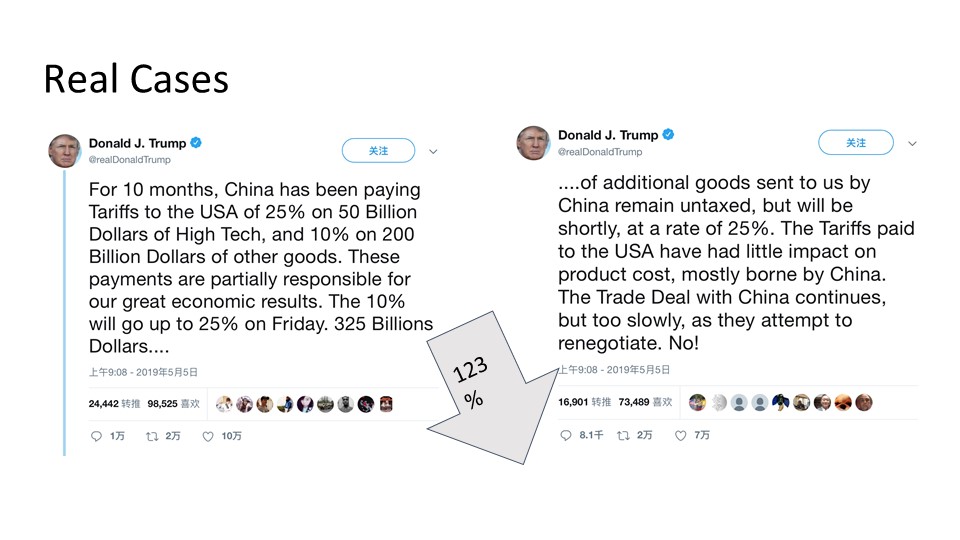 Real Cases
Donald J. Trump
@realDonaldTrump
关注
For 10 months, China has been paying
Tariffs to the USA of 25% on 50 Billion
Dollars of High Tech, and 10% on 200
Billion Dollars of other goods. These
payments are partially responsible for
our great economic results. The 10%
will go up to 25% on Friday. 325 Billions
Dollars....
上午9:08 - 2019年5月5日
24,442 转推 98,525 喜欢
1万 2万 10万
123
%
Donald J. Trump
@realDonaldTrump
关注
....of additional goods sent to us by
China remain untaxed, but will be
shortly, at a rate of 25%. The Tariffs paid
to the USA have had little impact on
product cost, mostly borne by China.
The Trade Deal with China continues,
but too slowly, as they attempt to
renegotiate. No!
上午9:08 - 2019年5月5日
16,901 转推 73,489 喜欢
8.1千 2万 7万